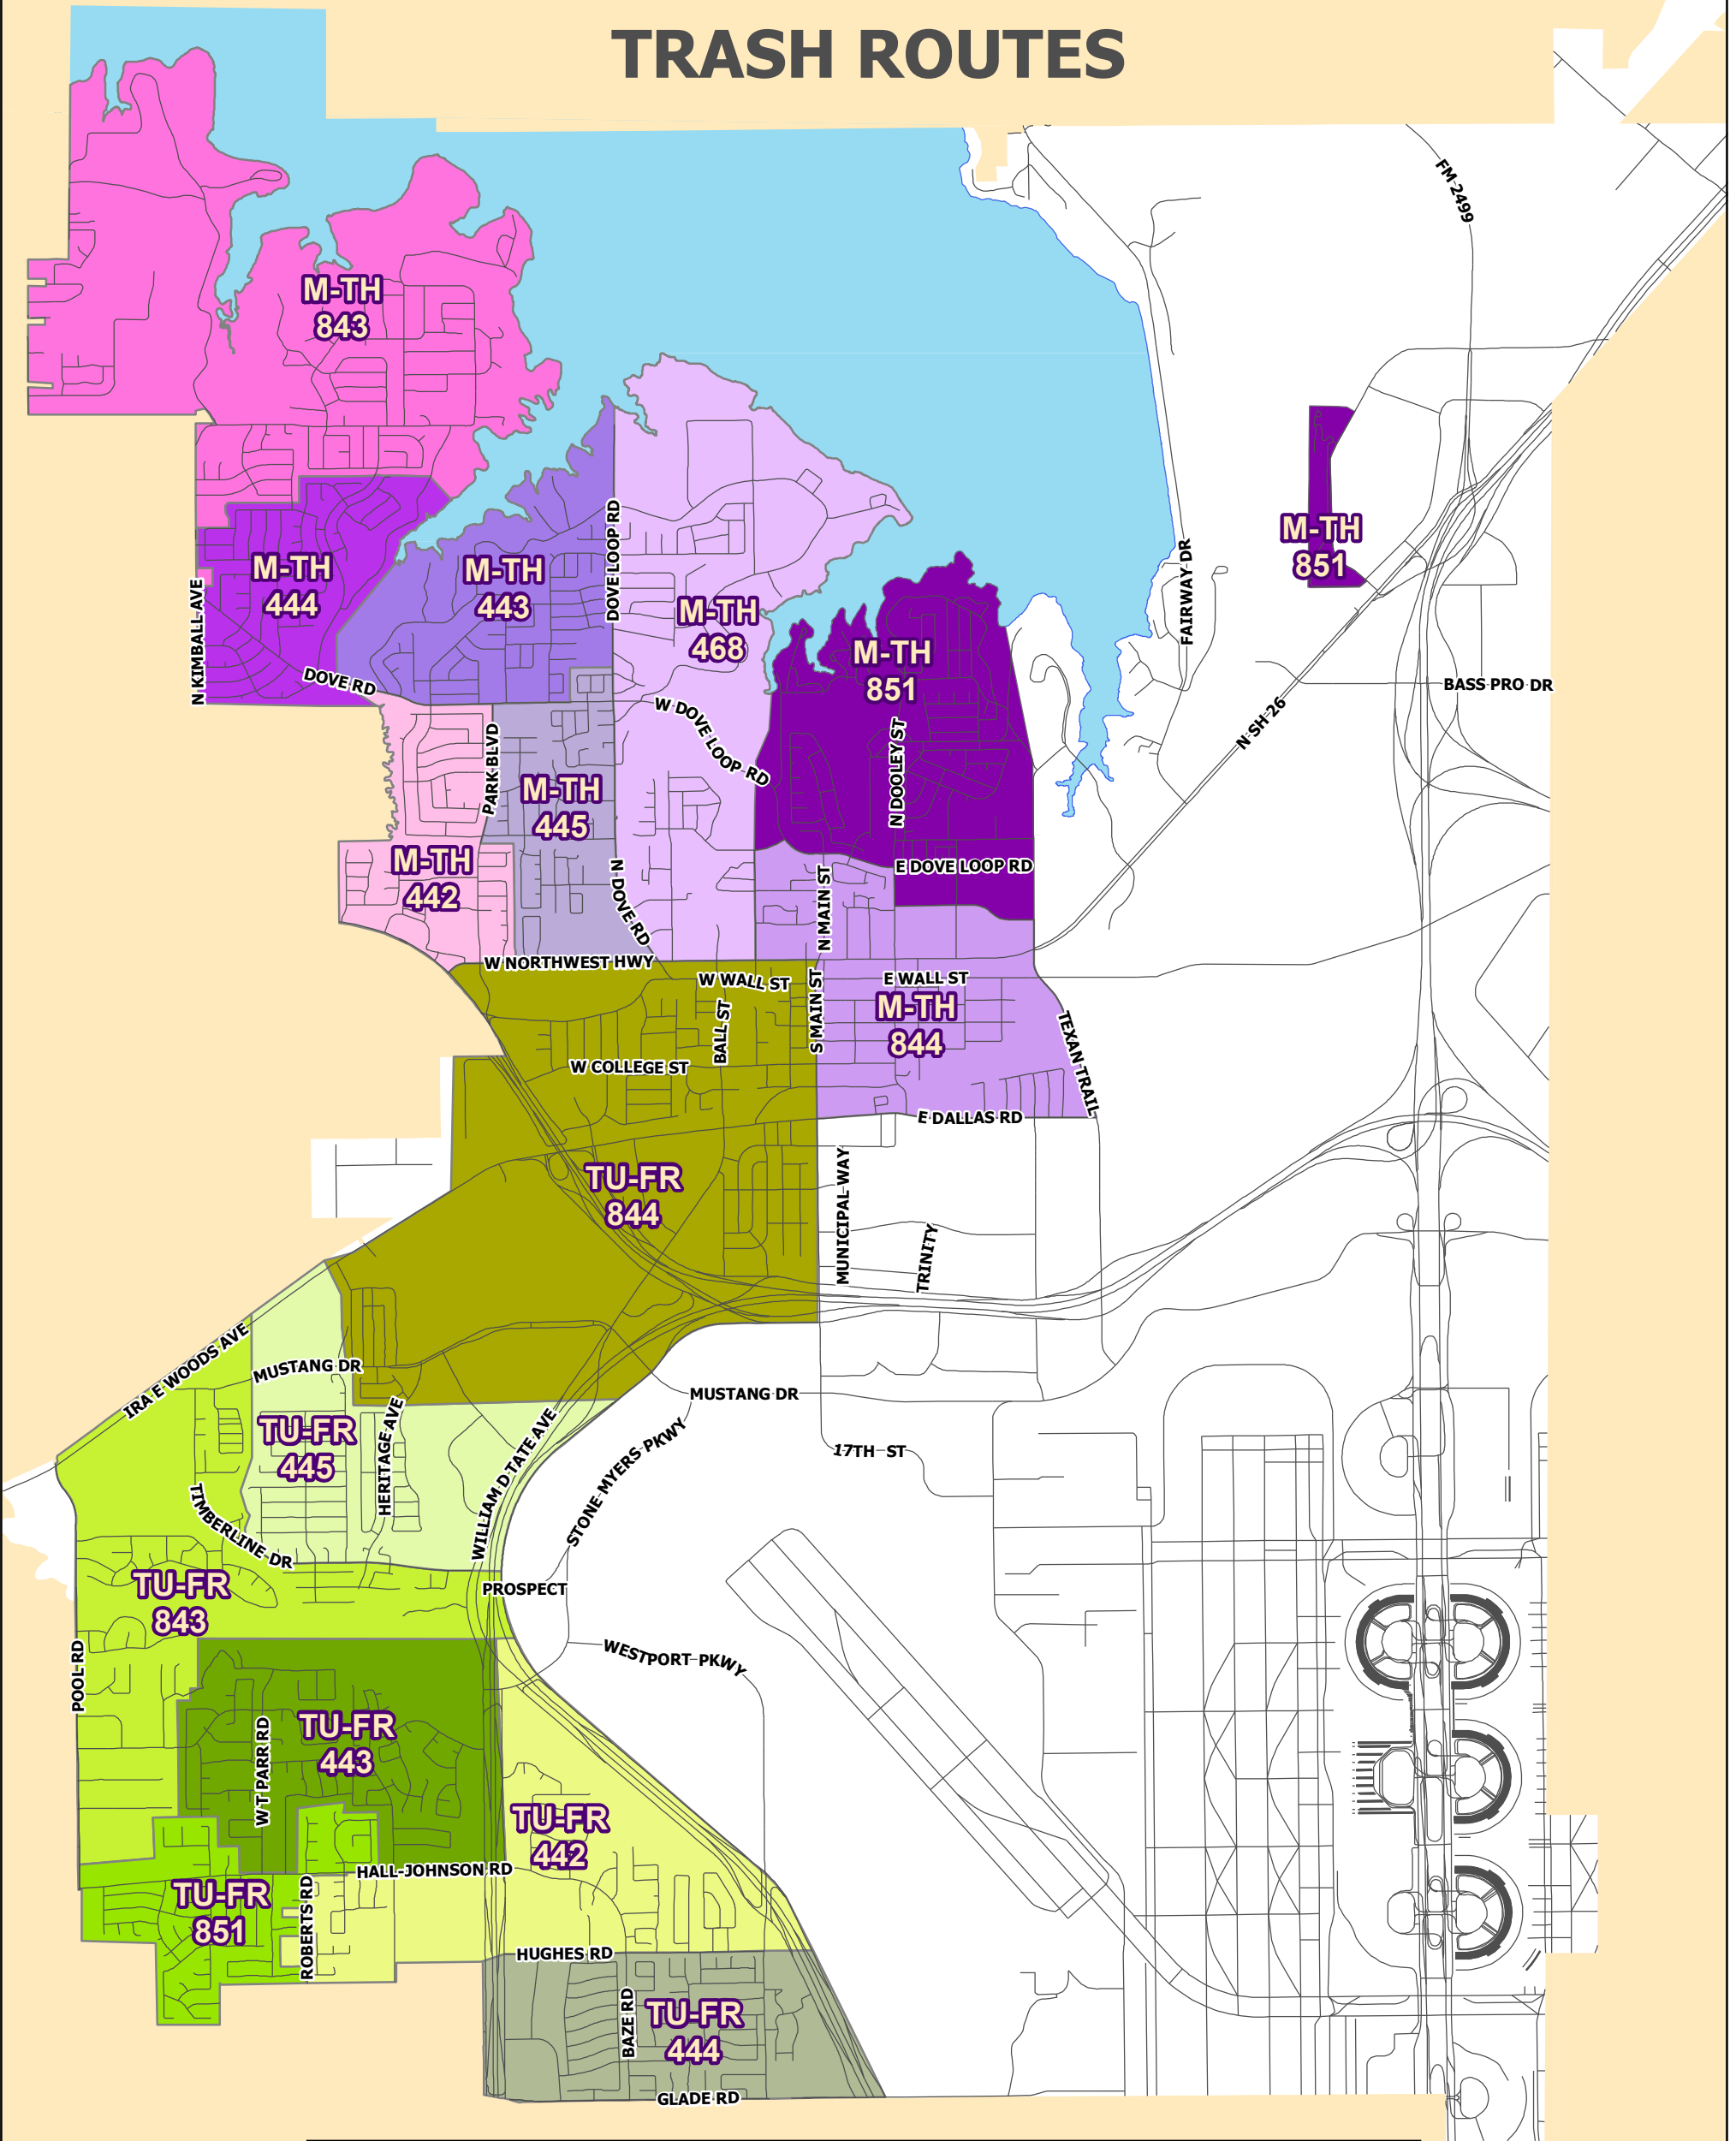 TRASH ROUTES
FM 2499
M-TH
843
M-TH
851
M-TH
444
M-TH
443
DOVE LOOP RD
M-TH
468
FAIRWAY DR
N KIMBALL AVE
DOVE RD
M-TH
851
BASS PRO DR
N SH 26
W DOVE LOOP RD
N DOOLEY ST
PARK BLVD
M-TH
445
M-TH
442
N DOVE RD
E DOVE LOOP RD
N MAIN ST
W NORTHWEST HWY
W WALL ST
E WALL ST
S MAIN ST
M-TH
844
BALL ST
TEXAN TRAIL
W COLLEGE ST
E DALLAS RD
TU-FR
844
MUNICIPAL WAY
TRINITY
IRA E WOODS AVE
MUSTANG DR
MUSTANG DR
TU-FR
445
HERITAGE AVE
WILLIAM D TATE AVE
STONE MYERS PKWY
17TH ST
TIMBERLINE DR
TU-FR
843
PROSPECT
WESTPORT PKWY
POOL RD
TU-FR
443
W T PARR RD
TU-FR
442
HALL-JOHNSON RD
TU-FR
851
ROBERTS RD
HUGHES RD
BAZE RD
TU-FR
444
GLADE RD